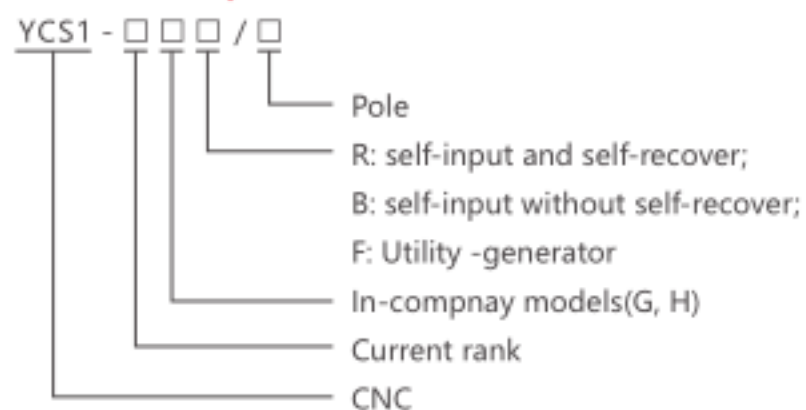 YCS1 - □ □ □ / □
Pole
R: self-input and self-recover;
B: self-input without self-recover;
F: Utility -generator
In-compnay models(G, H)
Current rank
CNC